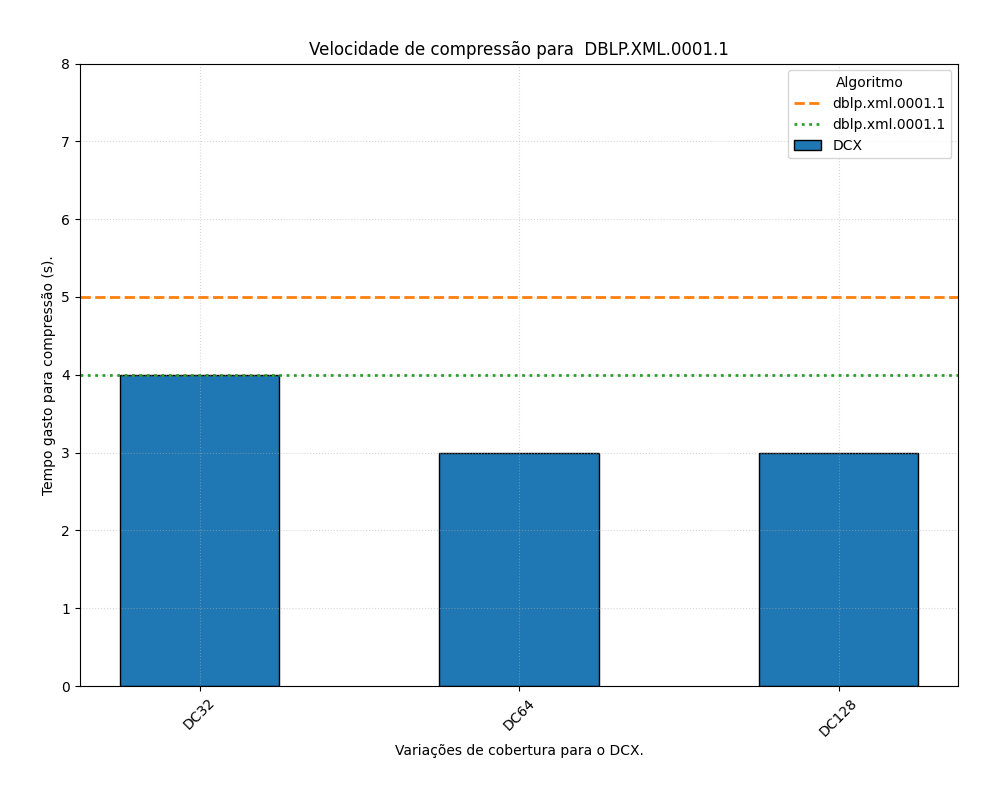 Velocidade de compressão para  DBLP.XML.0001.1
Algoritmo
dblp.xml.0001.1
dblp.xml.0001.1
DCX
Tempo gasto para compressão (s).
8
7
6
5
4
3
2
1
0
DC32
DC64
DC128
Variações de cobertura para o DCX.